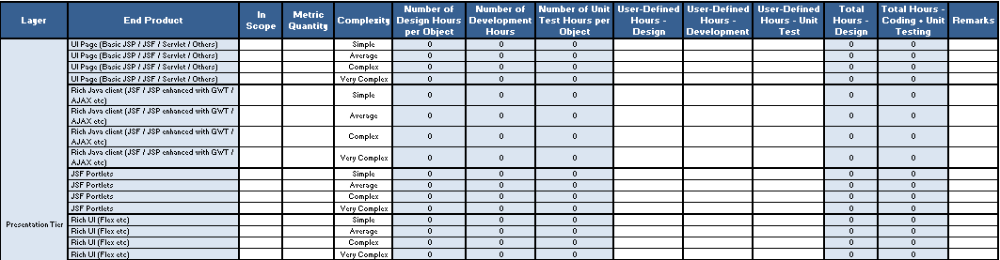 Layer | End Product | In Scope | Metric Quantity | Complexity | Number of Design Hours per Object | Number of Development Hours | Number of Unit Test Hours per Object | User-Defined Hours - Design | User-Defined Hours - Development | User-Defined Hours - Unit Test | Total Hours - Design | Total Hours - Coding + Unit Testing | Remarks
UI Page (Basic JSP / JSF / Servlet / Others) Simple 0 0 0 0 0
UI Page (Basic JSP / JSF / Servlet / Others) Average 0 0 0 0 0
UI Page (Basic JSP / JSF / Servlet / Others) Complex 0 0 0 0 0
UI Page (Basic JSP / JSF / Servlet / Others) Very Complex 0 0 0 0 0
Rich Java client (JSF / JSP enhanced with GWT /
AJAX etc) Simple 0 0 0 0 0
Rich Java client (JSF / JSP enhanced with GWT /
AJAX etc) Average 0 0 0 0 0
Rich Java client (JSF / JSP enhanced with GWT /
AJAX etc) Complex 0 0 0 0 0
Rich Java client (JSF / JSP enhanced with GWT /
AJAX etc) Very Complex 0 0 0 0 0
JSF Portlets Simple 0 0 0 0 0
JSF Portlets Average 0 0 0 0 0
JSF Portlets Complex 0 0 0 0 0
JSF Portlets Very Complex 0 0 0 0 0
Presentation Tier
Rich UI (Flex etc) Simple 0 0 0 0 0
Rich UI (Flex etc) Average 0 0 0 0 0
Rich UI (Flex etc) Complex 0 0 0 0 0
Rich UI (Flex etc) Very Complex 0 0 0 0 0